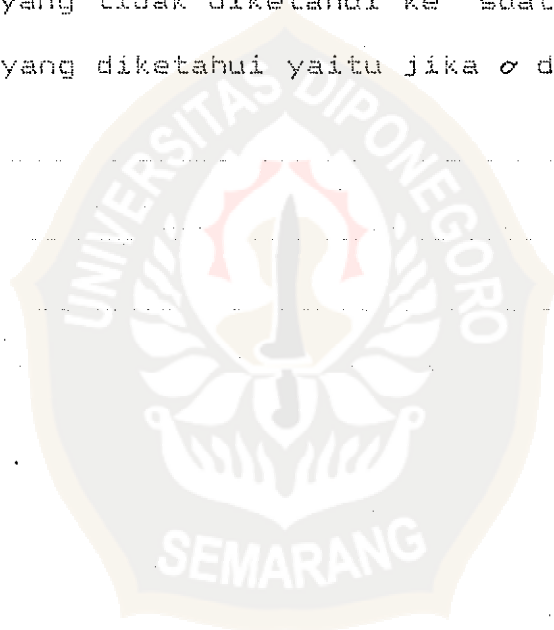 yang tidak diketahui ke suat
yang diketahui yaitu jika σ d
UNIVERSITAS DIPONEGORO
SEMARANG